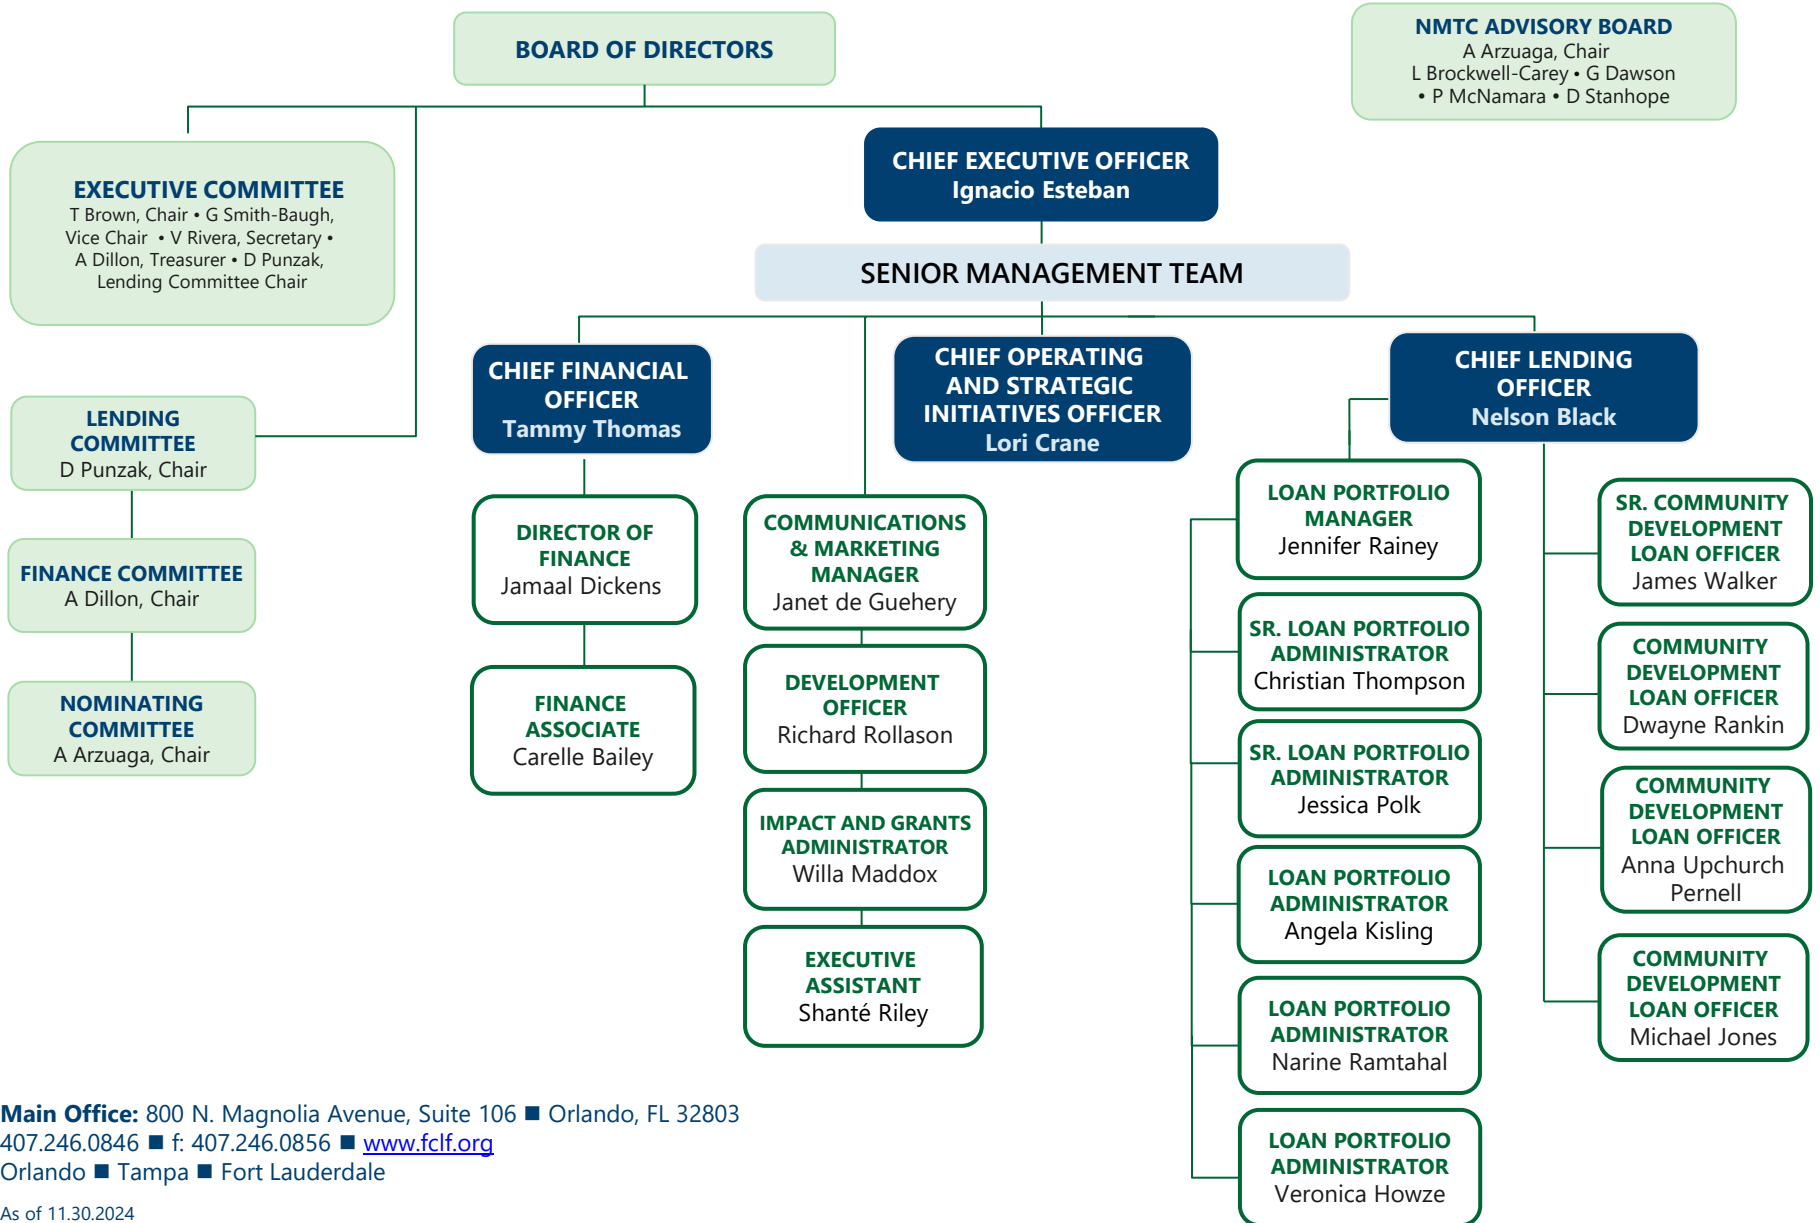 BOARD OF DIRECTORS
NMTC ADVISORY BOARD
A Arzuaga, Chair
L Brockwell-Carey • G Dawson
• P McNamara • D Stanhope
EXECUTIVE COMMITTEE
T Brown, Chair • G Smith-Baugh,
Vice Chair • V Rivera, Secretary •
A Dillon, Treasurer • D Punzak,
Lending Committee Chair
CHIEF EXECUTIVE OFFICER
Ignacio Esteban
SENIOR MANAGEMENT TEAM
LENDING
COMMITTEE
D Punzak, Chair
FINANCE COMMITTEE
A Dillon, Chair
NOMINATING
COMMITTEE
A Arzuaga, Chair
CHIEF FINANCIAL
OFFICER
Tammy Thomas
DIRECTOR OF
FINANCE
Jamaal Dickens
FINANCE
ASSOCIATE
Carelle Bailey
COMMUNICATIONS
& MARKETING
MANAGER
Janet de Guehery
DEVELOPMENT
OFFICER
Richard Rollason
IMPACT AND GRANTS
ADMINISTRATOR
Willa Maddox
EXECUTIVE
ASSISTANT
Shanté Riley
CHIEF OPERATING
AND STRATEGIC
INITIATIVES OFFICER
Lori Crane
CHIEF LENDING
OFFICER
Nelson Black
LOAN PORTFOLIO
MANAGER
Jennifer Rainey
SR. LOAN PORTFOLIO
ADMINISTRATOR
Christian Thompson
SR. LOAN PORTFOLIO
ADMINISTRATOR
Jessica Polk
LOAN PORTFOLIO
ADMINISTRATOR
Angela Kisling
LOAN PORTFOLIO
ADMINISTRATOR
Narine Ramtahal
LOAN PORTFOLIO
ADMINISTRATOR
Veronica Howze
SR. COMMUNITY
DEVELOPMENT
LOAN OFFICER
James Walker
COMMUNITY
DEVELOPMENT
LOAN OFFICER
Dwayne Rankin
COMMUNITY
DEVELOPMENT
LOAN OFFICER
Anna Upchurch
Pernell
COMMUNITY
DEVELOPMENT
LOAN OFFICER
Michael Jones
Main Office: 800 N. Magnolia Avenue, Suite 106 ■ Orlando, FL 32803
407.246.0846 ■ f: 407.246.0856 ■ www.fclf.org
Orlando ■ Tampa ■ Fort Lauderdale
As of 11.30.2024